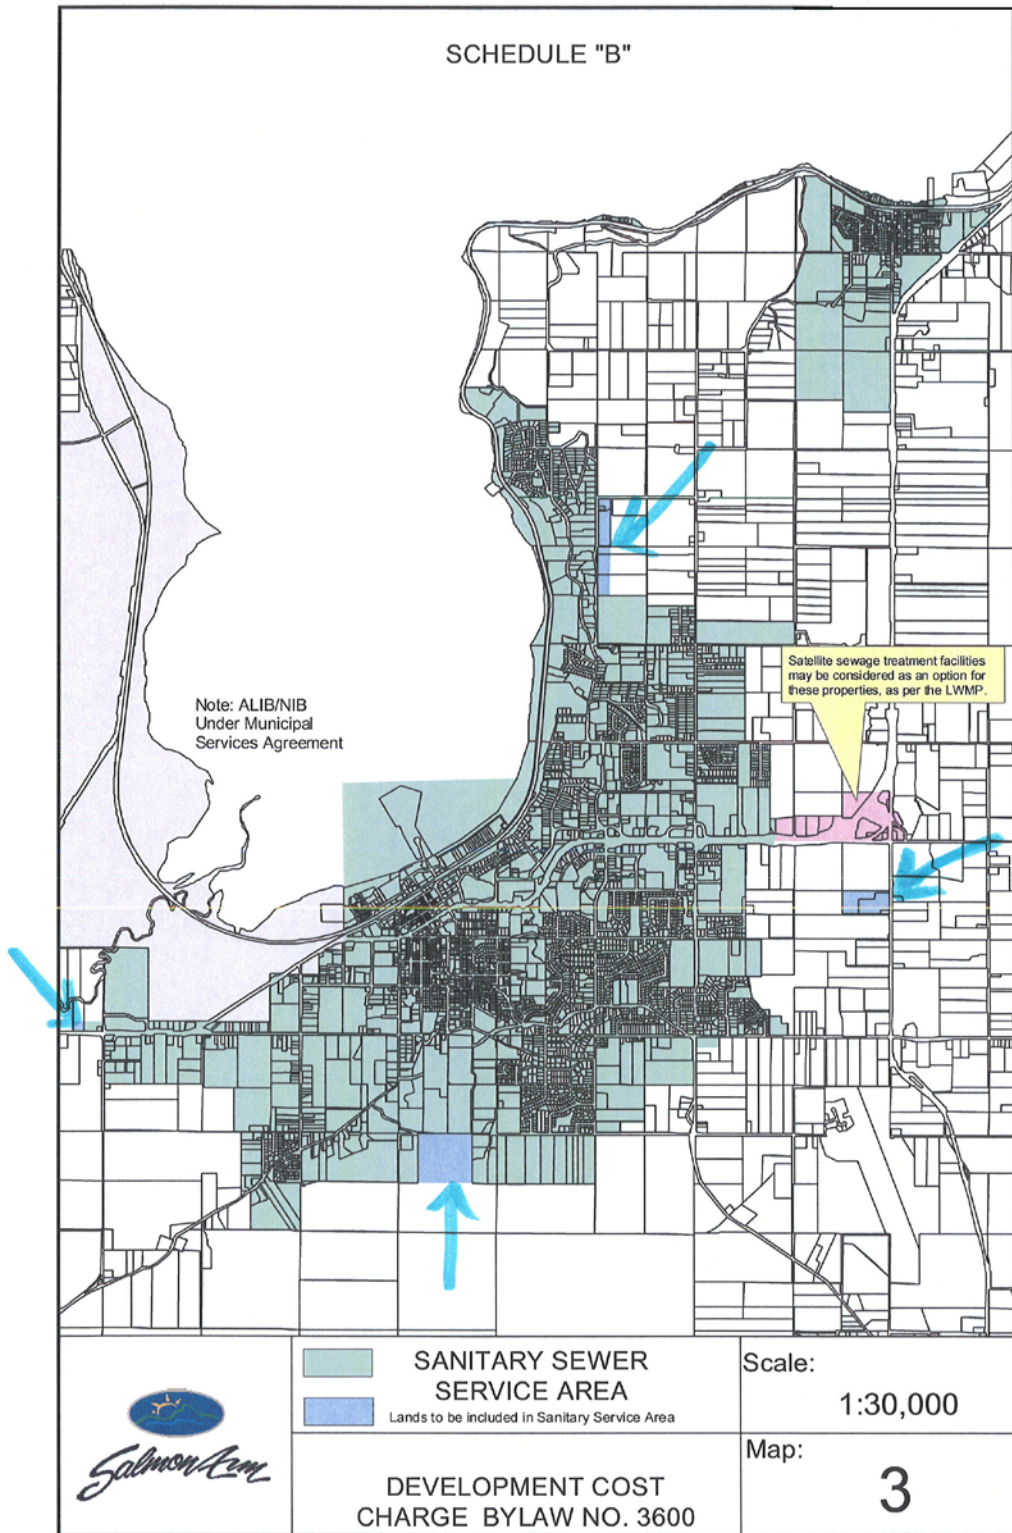 SCHEDULE "B"
Satellite sewage treatment facilities
may be considered as an option for
these properties, as per the LWMP.
Note: ALIB/NIB
Under Municipal
Services Agreement
SANITARY SEWER
SERVICE AREA
Lands to be included in Sanitary Service Area
Scale:
1:30,000
Salmon Arm
DEVELOPMENT COST
CHARGE BYLAW NO. 3600
Map:
3